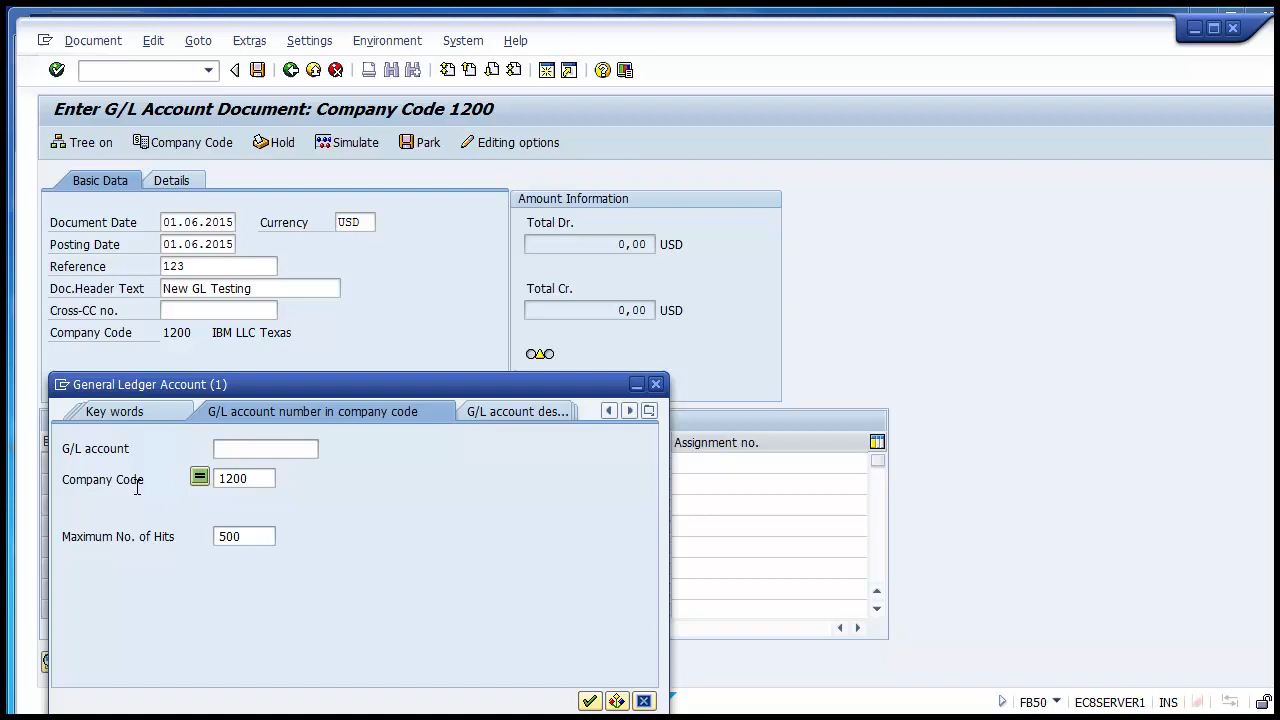 Document Edit Goto Extras Settings Environment System Help
Enter G/L Account Document: Company Code 1200
Tree on Company Code Hold Simulate Park Editing options
Basic Data Details
Amount Information
Document Date 01.06.2015 Currency USD
Total Dr.
Posting Date 01.06.2015
0,00 USD
Reference 123
Doc.Header Text New GL Testing
Total Cr.
Cross-CC no.
0,00 USD
Company Code 1200 IBM LLC Texas
General Ledger Account (1)
Key words G/L account number in company code G/L account des...
Assignment no.
G/L account
Company Code 1200
Maximum No. of Hits 500
FB50 EC8SERVER1 INS